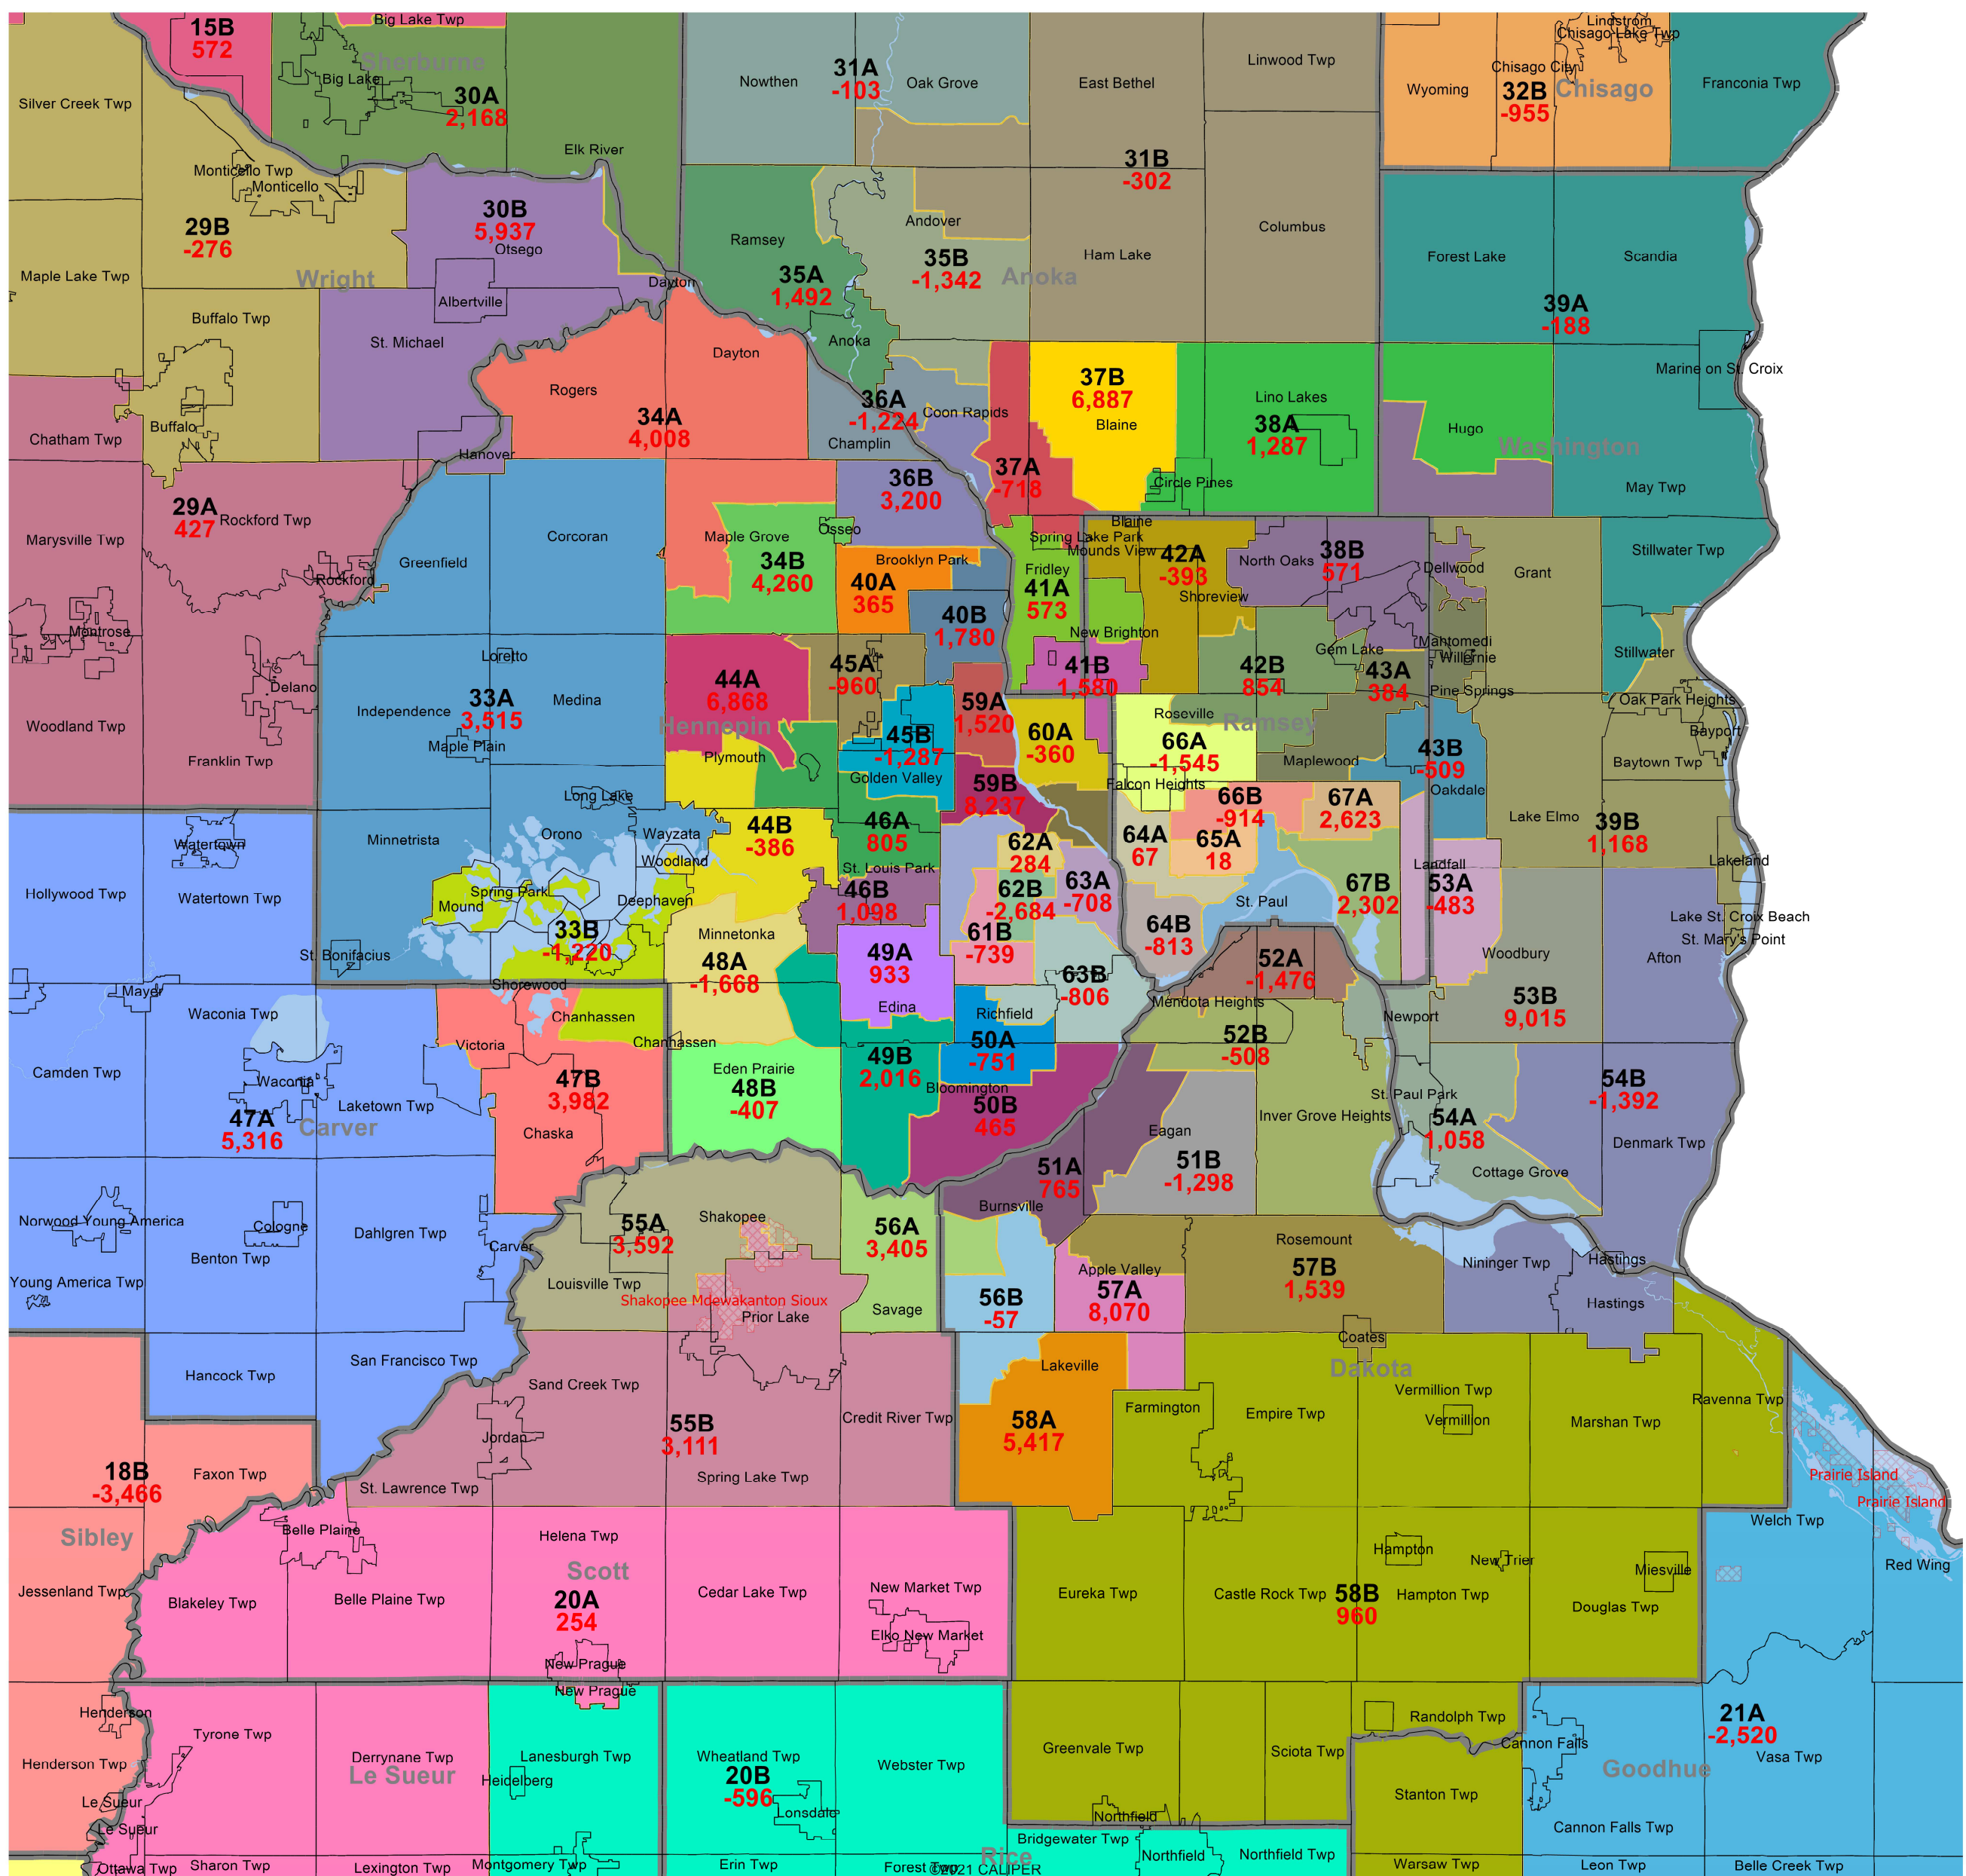 15B
572
Big Lake Twp
Sherburne
Big Lake
30A
2,168
Elk River
Silver Creek Twp
Monticello Twp
Monticello
29B
-276
30B
5,937
Otsego
Maple Lake Twp
Wright
Albertville
Buffalo Twp
St. Michael
Dayton
Nowthen
31A
-103
Oak Grove
East Bethel
Linwood Twp
31B
-302
Lindstrom
Chisago Lake Twp
Chisago City
Wyoming
32B
-955
Chisago
Franconia Twp
Ramsey
Andover
35A
1,492
35B
-1,342
Anoka
Ham Lake
Columbus
Forest Lake
Scandia
39A
-188
Anoka
Marine on St. Croix
Dayton
Rogers
34A
4,008
36A
-1,224
Coon Rapids
Champlin
37B
6,887
Blaine
Lino Lakes
38A
1,287
Hugo
Washington
Chatham Twp
Buffalo
Hanover
37A
-718
Circle Pines
May Twp
29A
427
Rockford Twp
36B
3,200
Marysville Twp
Rockford
Greenfield
Corcoran
Maple Grove
Osseo
34B
4,260
Brooklyn Park
40A
365
Blaine
Spring Lake Park
Mounds View
42A
-393
Shoreview
North Oaks
38B
571
Dellwood
Grant
Stillwater Twp
Fridley
41A
573
40B
1,780
New Brighton
Montrose
Loretto
44A
6,868
45A
-960
41B
1,580
42B
854
Gem Lake
43A
384
Mahtomedi
Willernie
Stillwater
Delano
33A
3,515
Independence
Medina
Pine Springs
Oak Park Heights
Bayport
Woodland Twp
Franklin Twp
Maple Plain
Hennepin
Plymouth
45B
-1,287
Golden Valley
59A
1,520
60A
-360
Roseville
Ramsey
66A
-1,545
Maplewood
43B
-509
Oakdale
Baytown Twp
Falcon Heights
59B
8,237
Long Lake
Minnetrista
Orono
Wayzata
Woodland
44B
-386
46A
805
St. Louis Park
62A
284
64A
67
66B
-914
65A
18
67A
2,623
Lake Elmo
39B
1,168
Lakeland
Landfall
Watertown
Hollywood Twp
Watertown Twp
Spring Park
Mound
Deephaven
46B
1,098
62B
-2,684
63A
-708
St. Paul
67B
2,302
53A
-483
Lake St. Croix Beach
St. Mary's Point
33B
-1,220
Minnetonka
48A
-1,668
61B
-739
64B
-813
Woodbury
Afton
St. Bonifacius
49A
933
Edina
63B
-806
52A
-1,476
Mayer
Shorewood
Waconia Twp
Chanhassen
Chanhassen
Richfield
Mendota Heights
52B
-508
Newport
53B
9,015
Victoria
Camden Twp
Waconia
Laketown Twp
47A
5,316
Carver
47B
3,982
Chaska
Eden Prairie
48B
-407
49B
2,016
50A
-751
Bloomington
50B
465
St. Paul Park
54B
-1,392
Inver Grove Heights
54A
1,058
Denmark Twp
Eagan
51B
-1,298
51A
765
Cottage Grove
Norwood Young America
Cologne
Dahlgren Twp
Benton Twp
Carver
Young America Twp
Shakopee
55A
3,592
56A
3,405
Louisville Twp
Shakopee Mdewakanton Sioux
Prior Lake
Savage
Burnsville
Apple Valley
56B
-57
57A
8,070
Rosemount
57B
1,539
Nininger Twp
Hastings
Hastings
Coates
Dakota
Hancock Twp
San Francisco Twp
Sand Creek Twp
Lakeville
Credit River Twp
58A
5,417
Farmington
Empire Twp
Vermillion Twp
Vermillion
Marshan Twp
Ravenna Twp
55B
3,111
Jordan
18B
-3,466
Faxon Twp
St. Lawrence Twp
Spring Lake Twp
Prairie Island
Prairie Island
Welch Twp
Sibley
Belle Plaine
Helena Twp
Scott
Hampton
New Trier
Miesville
Red Wing
Jessenland Twp
Blakeley Twp
Belle Plaine Twp
20A
254
Cedar Lake Twp
New Market Twp
Elko New Market
Eureka Twp
Castle Rock Twp
58B
960
Hampton Twp
Douglas Twp
New Prague
New Prague
Henderson
Tyrone Twp
Randolph Twp
21A
-2,520
Henderson Twp
Derrynane Twp
Le Sueur
Lanesburgh Twp
Heidelberg
Wheatland Twp
20B
-596
Webster Twp
Greenvale Twp
Sciota Twp
Cannon Falls
Vasa Twp
Goodhue
Le Sueur
Le Sueur
Lonsdale
Stanton Twp
Northfield
Cannon Falls Twp
Bridgewater Twp
Northfield
Northfield Twp
Rice
Ottawa Twp
Sharon Twp
Lexington Twp
Montgomery Twp
Erin Twp
Forest Twp
©2021 CALIPER
Warsaw Twp
Leon Twp
Belle Creek Twp